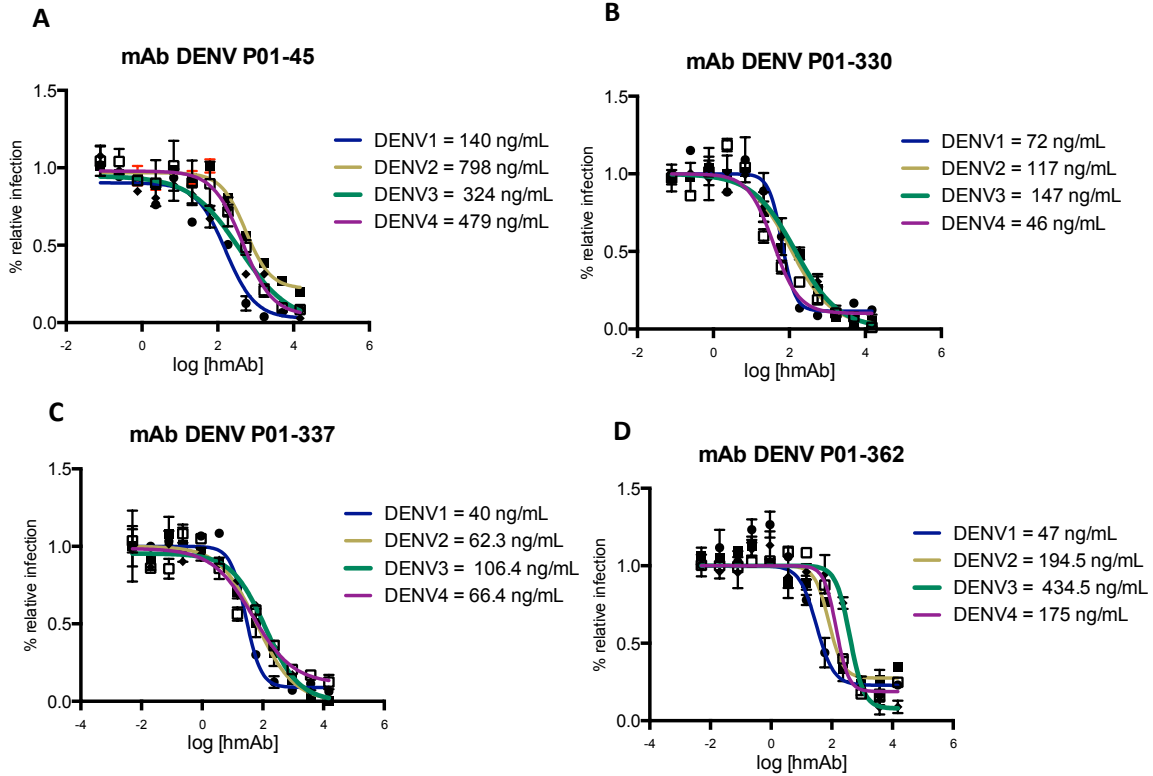 A
mAb DENV P01-45
1.5
1.0
0.5
0.0
-2
0
2
4
6
% relative infection
log [hmAb]
DENV1 = 140 ng/mL
DENV2 = 798 ng/mL
DENV3 = 324 ng/mL
DENV4 = 479 ng/mL
B
mAb DENV P01-330
1.5
1.0
0.5
0.0
-2
0
2
4
6
% relative infection
log [hmAb]
DENV1 = 72 ng/mL
DENV2 = 117 ng/mL
DENV3 = 147 ng/mL
DENV4 = 46 ng/mL
C
mAb DENV P01-337
1.5
1.0
0.5
0.0
-4
-2
0
2
4
6
% relative infection
log [hmAb]
DENV1 = 40 ng/mL
DENV2 = 62.3 ng/mL
DENV3 = 106.4 ng/mL
DENV4 = 66.4 ng/mL
D
mAb DENV P01-362
1.5
1.0
0.5
0.0
-4
-2
0
2
4
6
% relative infection
log [hmAb]
DENV1 = 47 ng/mL
DENV2 = 194.5 ng/mL
DENV3 = 434.5 ng/mL
DENV4 = 175 ng/mL